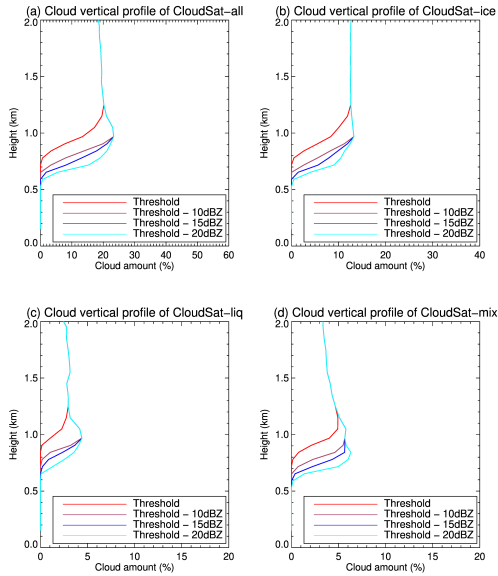 (a) Cloud vertical profile of CloudSat-all
2.0
1.5
1.0
0.5
0.0
Height (km)
Threshold
Threshold - 10dBZ
Threshold - 15dBZ
Threshold - 20dBZ
0 10 20 30 40 50 60
Cloud amount (%)
(b) Cloud vertical profile of CloudSat-ice
2.0
1.5
1.0
0.5
0.0
Height (km)
Threshold
Threshold - 10dBZ
Threshold - 15dBZ
Threshold - 20dBZ
0 10 20 30 40
Cloud amount (%)
(c) Cloud vertical profile of CloudSat-liq
2.0
1.5
1.0
0.5
0.0
Height (km)
Threshold
Threshold - 10dBZ
Threshold - 15dBZ
Threshold - 20dBZ
0 5 10 15 20
Cloud amount (%)
(d) Cloud vertical profile of CloudSat-mix
2.0
1.5
1.0
0.5
0.0
Height (km)
Threshold
Threshold - 10dBZ
Threshold - 15dBZ
Threshold - 20dBZ
0 5 10 15 20
Cloud amount (%)